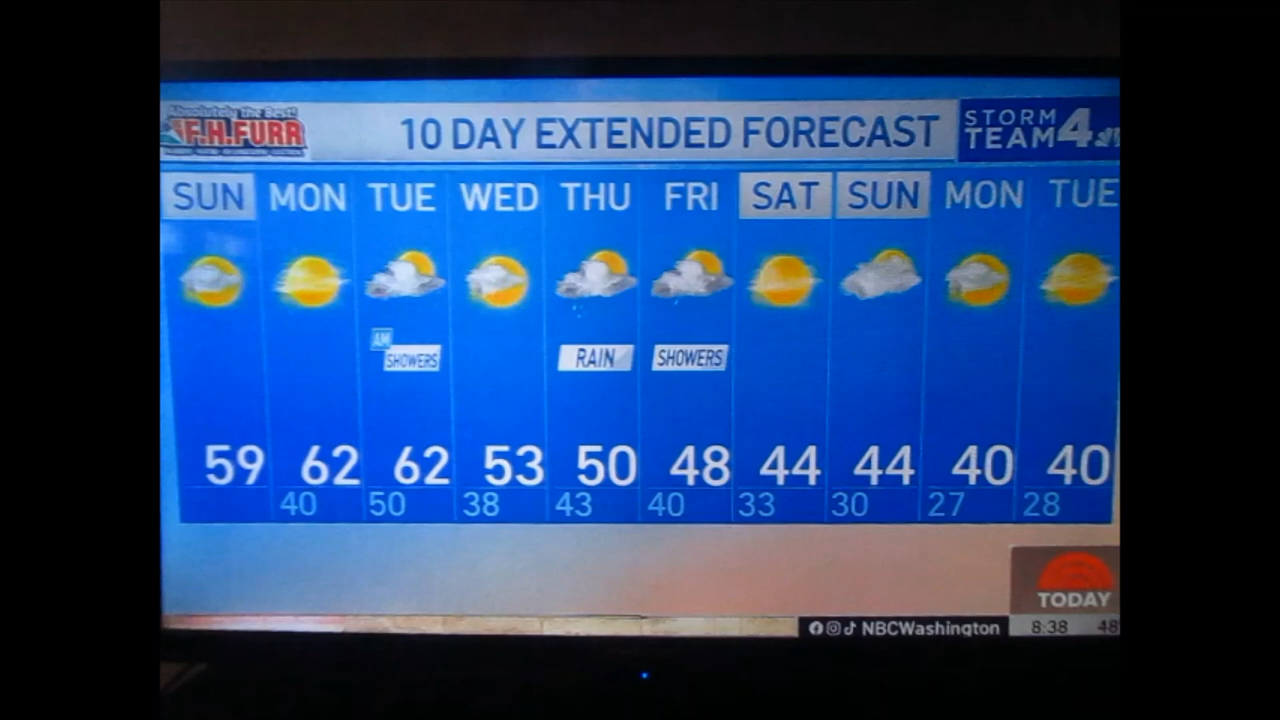 Absolutely the Best!
F.H. FURR
10 DAY EXTENDED FORECAST
STORM TEAM 4
SUN MON TUE WED THU FRI SAT SUN MON TUE
AM
SHOWERS RAIN SHOWERS
59 62 62 53 50 48 44 44 40 40
40 50 38 43 40 33 30 27 28
TODAY
NBCWashington 8:38 48